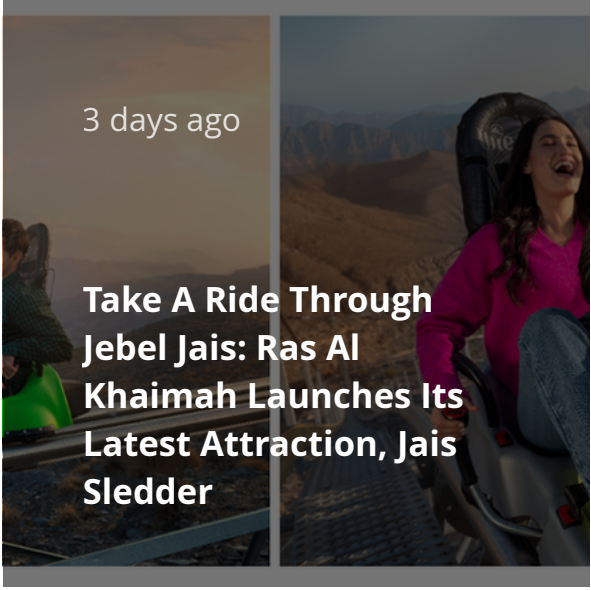 3 days ago
Take A Ride Through
Jebel Jais: Ras Al
Khaimah Launches Its
Latest Attraction, Jais
Sledder